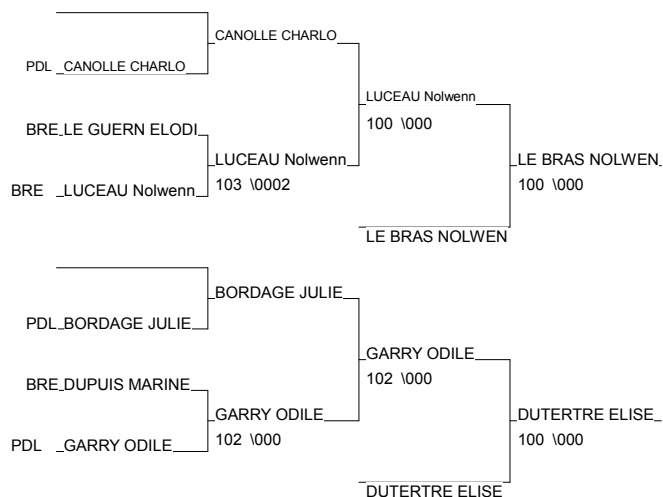 CANOLLE CHARLO
PDL CANOLLE CHARLO
LUCEAU Nolwenn
100 \000
BRE LE GUERN ELODI
LUCEAU Nolwenn
103 \0002
LE BRAS NOLWEN
100 \000
BRE LUCEAU Nolwenn
LE BRAS NOLWEN
BORDAGE JULIE
PDL BORDAGE JULIE
GARRY ODILE
102 \000
BRE DUPUIS MARINE
GARRY ODILE
102 \000
DUTERTRE ELISE
100 \000
PDL GARRY ODILE
DUTERTRE ELISE